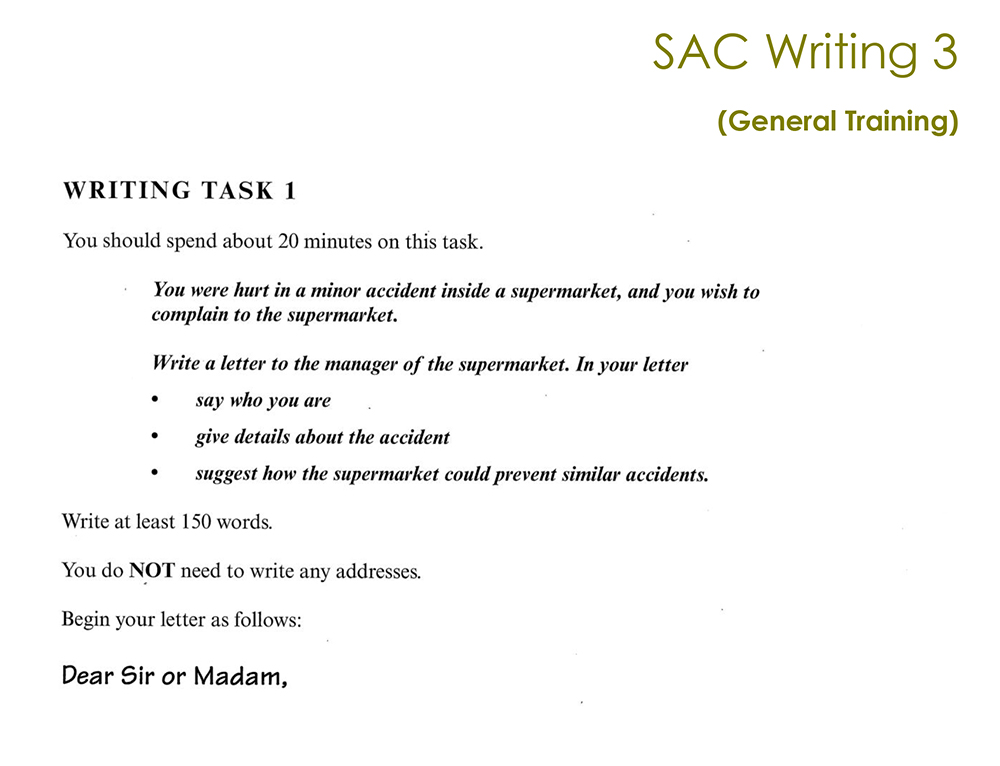 SAC Writing 3
(General Training)
WRITING TASK 1
You should spend about 20 minutes on this task.
You were hurt in a minor accident inside a supermarket, and you wish to
complain to the supermarket.
Write a letter to the manager of the supermarket. In your letter
• say who you are
• give details about the accident
• suggest how the supermarket could prevent similar accidents.
Write at least 150 words.
You do NOT need to write any addresses.
Begin your letter as follows:
Dear Sir or Madam,